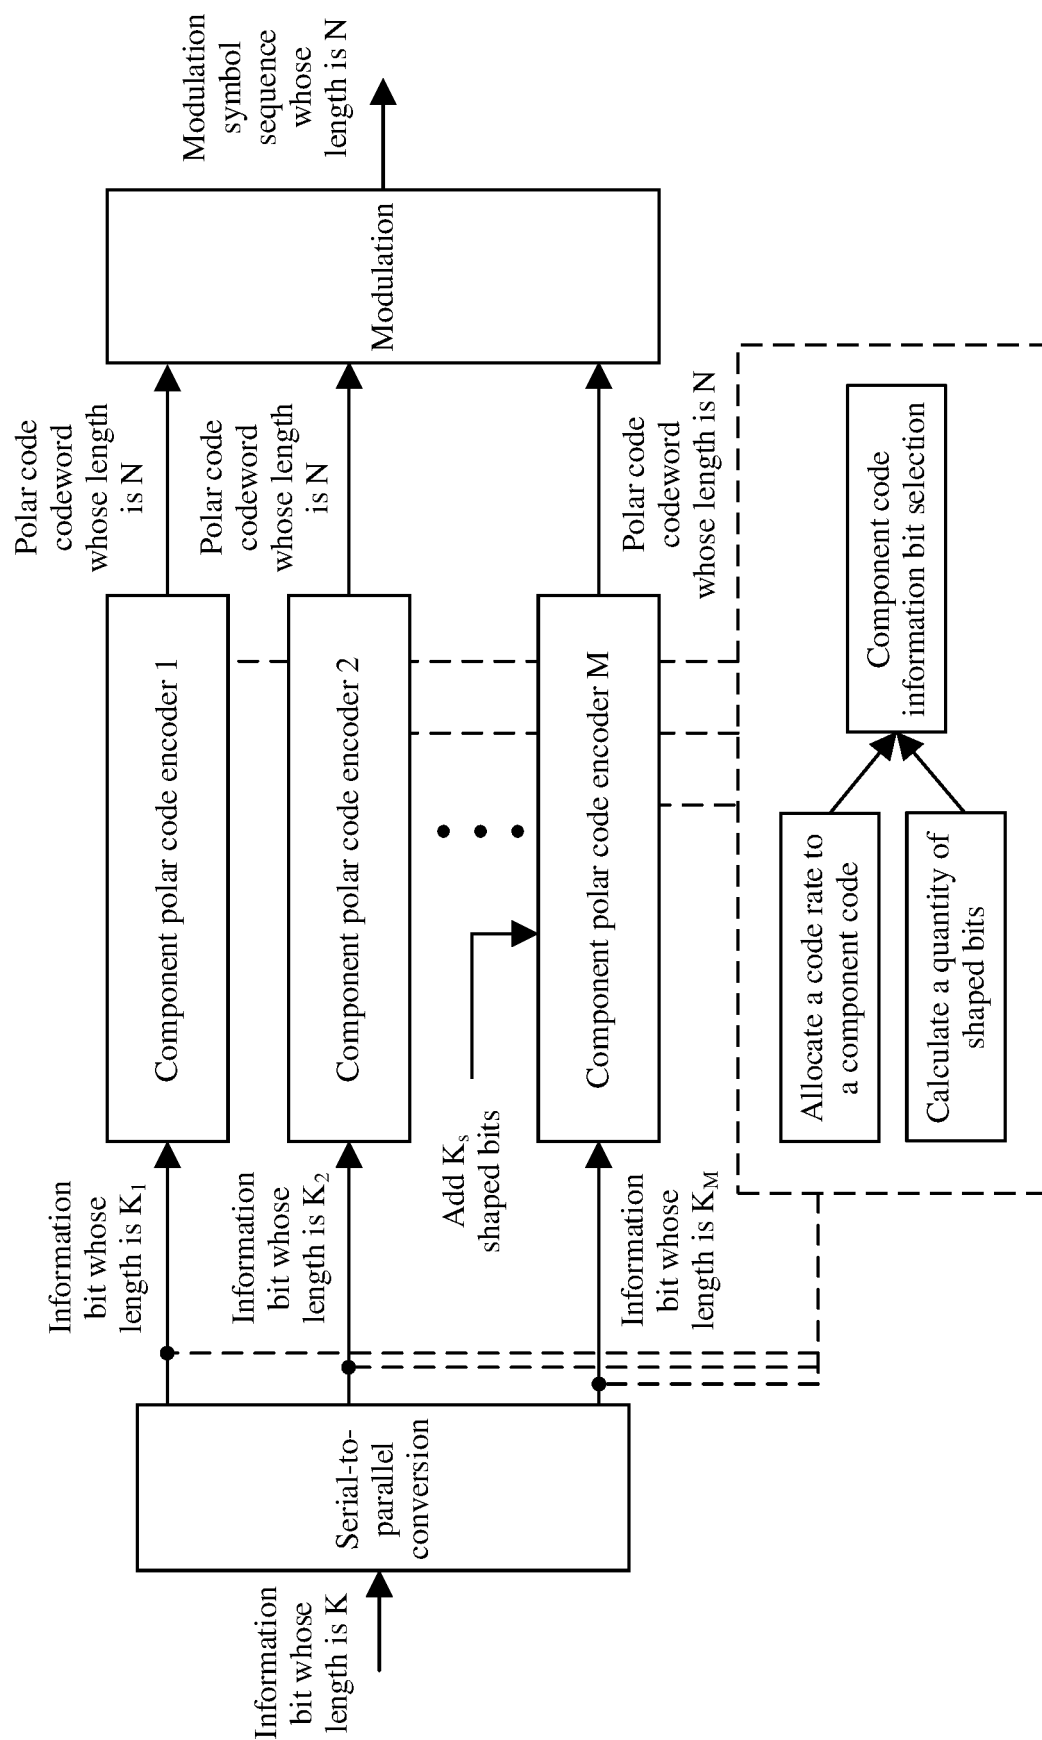 Information
bit whose
length is K
Serial-to-
parallel
conversion
Information
bit whose
length is K₁
Information
bit whose
length is K₂
Add Kₛ
shaped bits
Information
bit whose
length is K_M
Component polar code encoder 1
Component polar code encoder 2
Component polar code encoder M
Polar code
codeword
whose length
is N
Polar code
codeword
whose length
is N
Polar code
codeword
whose length is N
Modulation
Modulation
symbol
sequence
whose
length is N
Allocate a code rate to
a component code
Calculate a quantity of
shaped bits
Component code
information bit selection